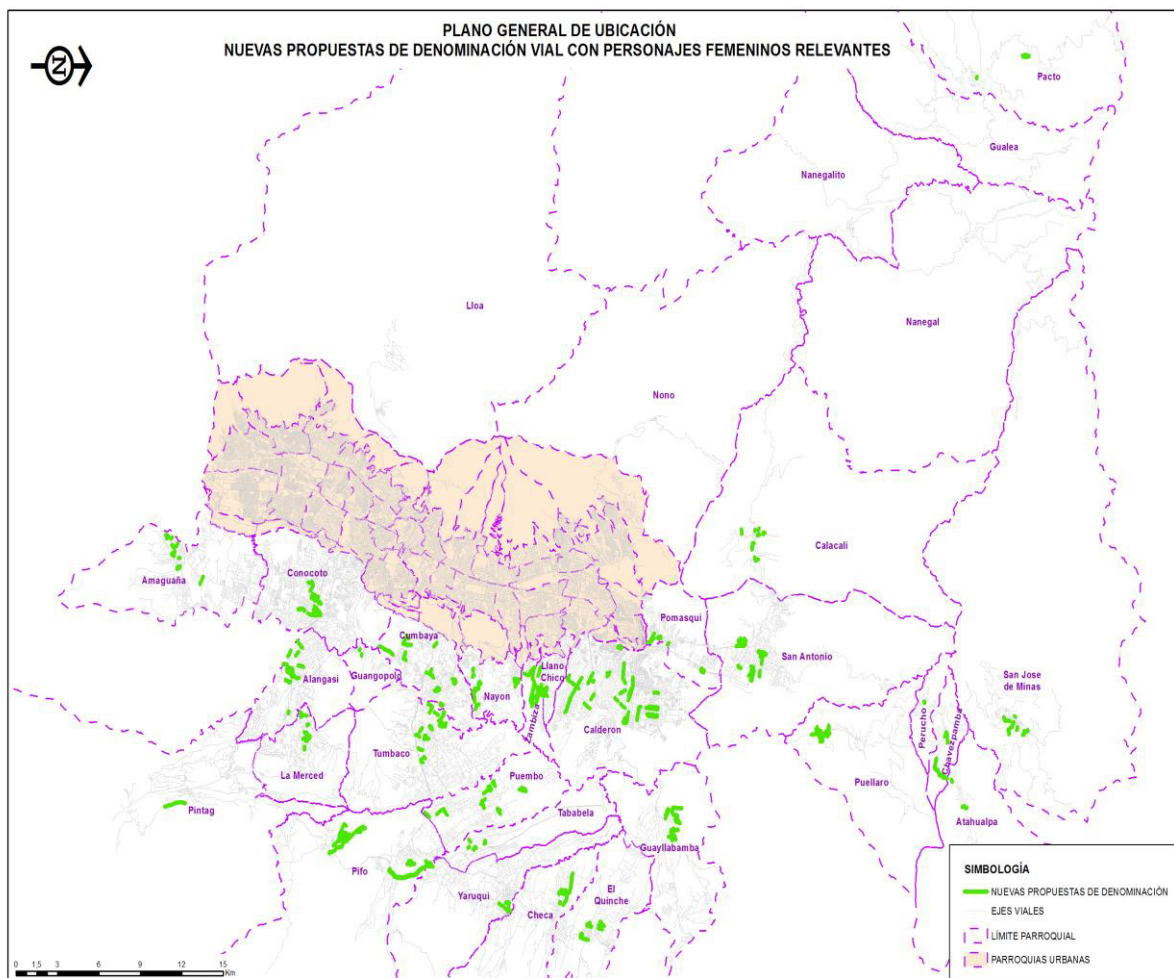 PLANO GENERAL DE UBICACIÓN
NUEVAS PROPUESTAS DE DENOMINACIÓN VIAL CON PERSONAJES FEMENINOS RELEVANTES
N
Pacto
Gualea
Nanegalito
Lloa
Nanegal
Nono
Calacali
Amaguaña
Conocoto
Pomasqui
Cumbaya
San Antonio
Llano
Chico
Alangasi
Guangopolo
Nayon
San Jose
de Minas
Zambiza
Calderon
Perucho
Chavezpamba
Tumbaco
La Merced
Puembo
Puellaro
Pintag
Tababela
Atahualpa
Guayllabamba
Pifo
Yaruqui
El
Quinche
Checa
SIMBOLOGÍA
NUEVAS PROPUESTAS DE DENOMINACIÓN
EJES VIALES
LÍMITE PARROQUIAL
PARROQUIAS URBANAS
0 1,5 3 6 9 12 15
Km